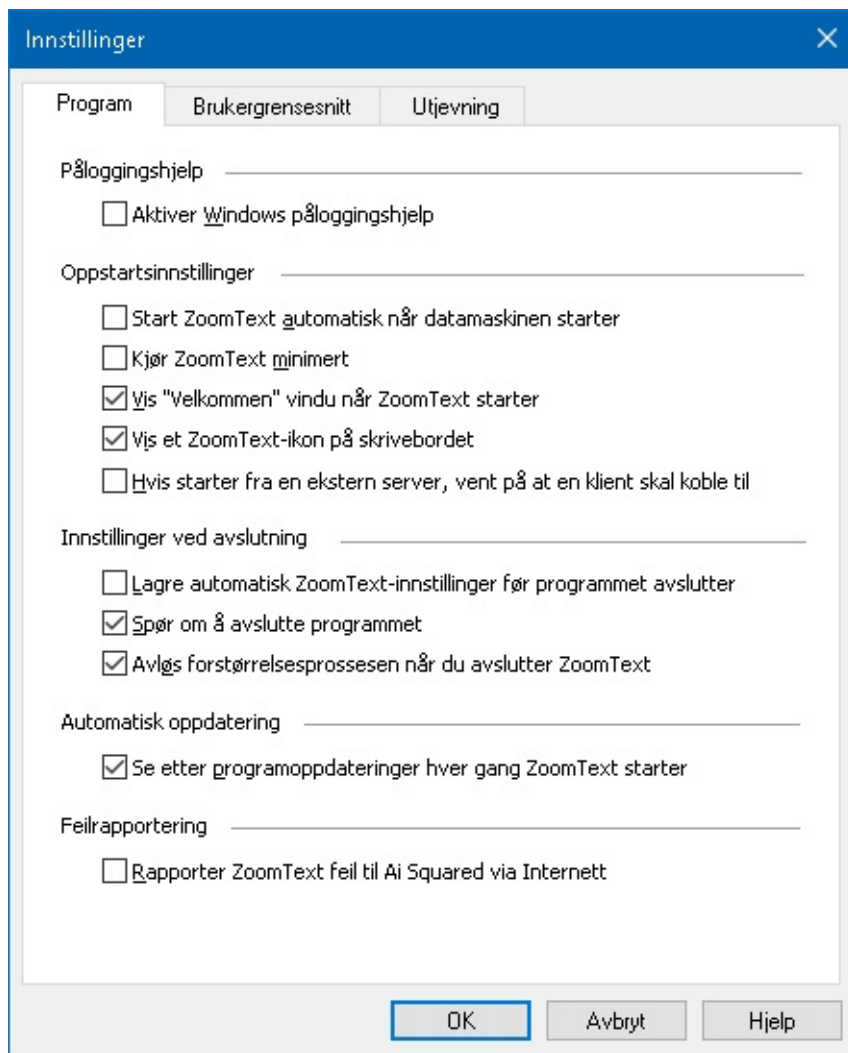 Innstillinger
Program Brukergrensesnitt Utjevning
Påloggingshjelp
Aktiver Windows påloggingshjelp
Oppstartsinnstillinger
Start ZoomText automatisk når datamaskinen starter
Kjør ZoomText minimert
Vis "Velkommen" vindu når ZoomText starter
Vis et ZoomText-ikon på skrivebordet
Hvis starter fra en ekstern server, vent på at en klient skal koble til
Innstillinger ved avslutning
Lagre automatisk ZoomText-innstillinger før programmet avslutter
Spør om å avslutte programmet
Avløs forstørrelsesprossesen når du avslutter ZoomText
Automatisk oppdatering
Se etter programoppdateringer hver gang ZoomText starter
Feilrapportering
Rapporter ZoomText feil til Ai Squared via Internett
OK Avbryt Hjelp